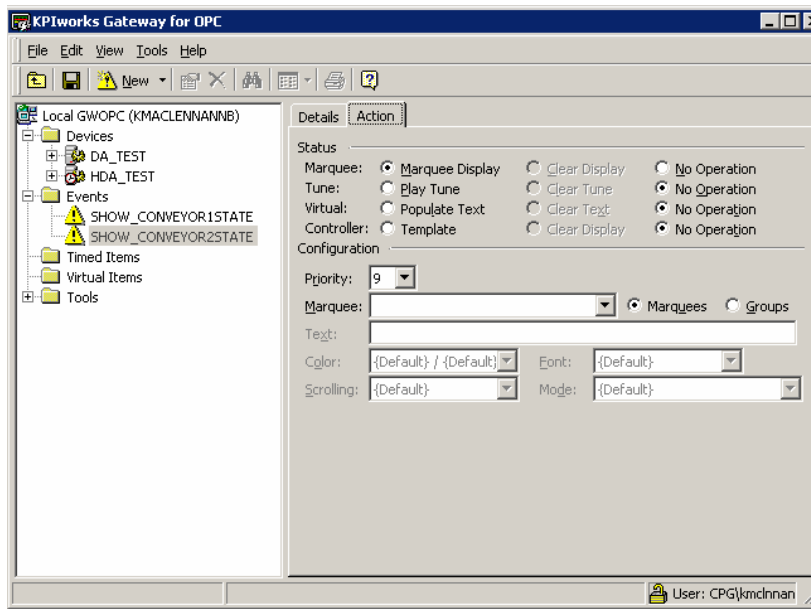 KPIworks Gateway for OPC
File Edit View Tools Help
New
Local GWOPC (KMACLENNANNB)
Devices
DA_TEST
HDA_TEST
Events
SHOW_CONVEYOR1STATE
SHOW_CONVEYOR2STATE
Timed Items
Virtual Items
Tools
Details Action
Status
Marquee: Marquee Display Clear Display No Operation
Tune: Play Tune Clear Tune No Operation
Virtual: Populate Text Clear Text No Operation
Controller: Template Clear Display No Operation
Configuration
Priority: 9
Marquee: Marquees Groups
Text:
Color: -{Default} / -{Default} Font: -{Default}-
Scrolling: -{Default}- Mode: -{Default}-
User: CPG\kmclnnan